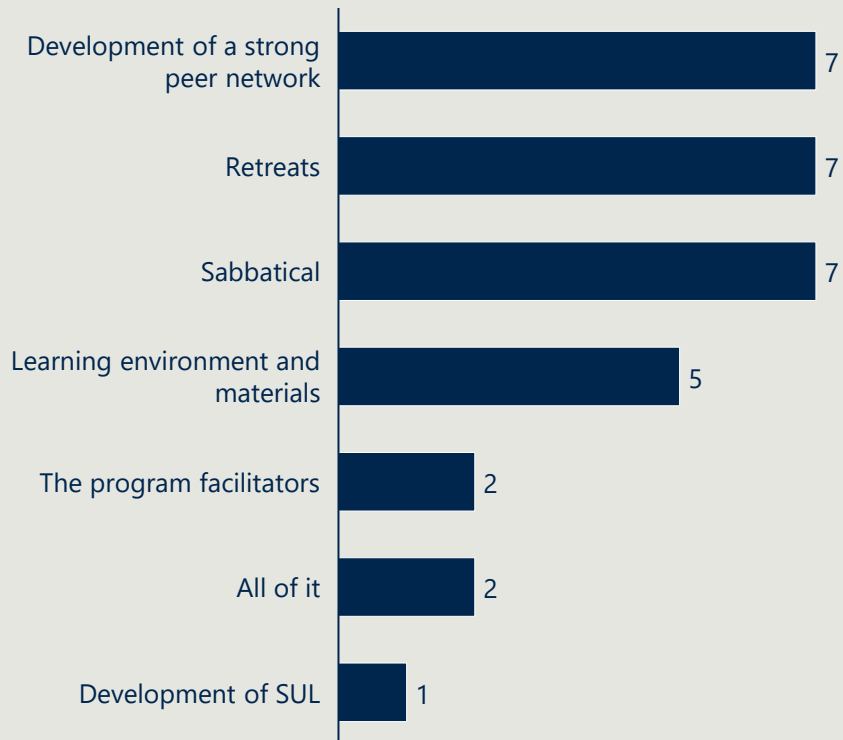 Development of a strong
peer network
7
Retreats
7
Sabbatical
7
Learning environment and
materials
5
The program facilitators
2
All of it
2
Development of SUL
1